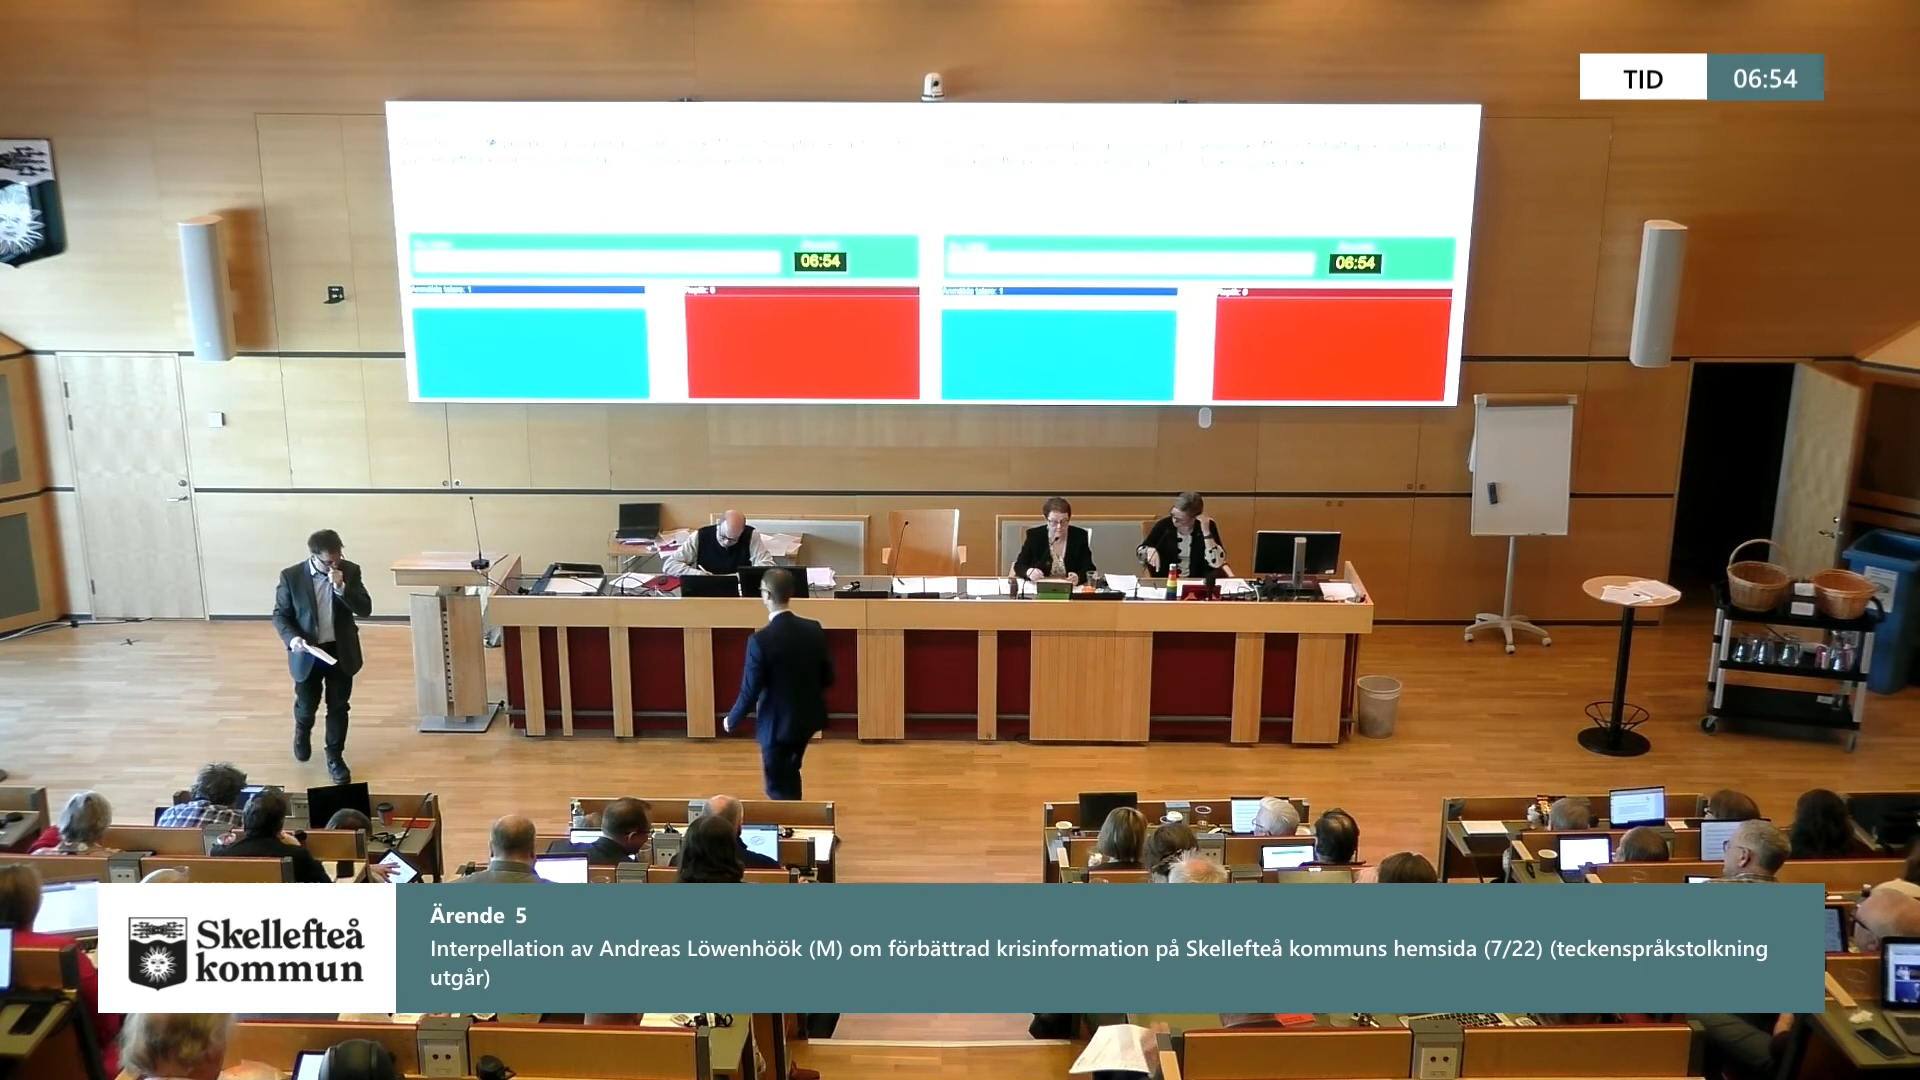 TID 06:54
06:54
06:54
Ärende 5
Interpellation av Andreas Löwenhöök (M) om förbättrad krisinformation på Skellefteå kommuns hemsida (7/22) (teckenspråkstolkning
utgår)
Skellefteå
kommun